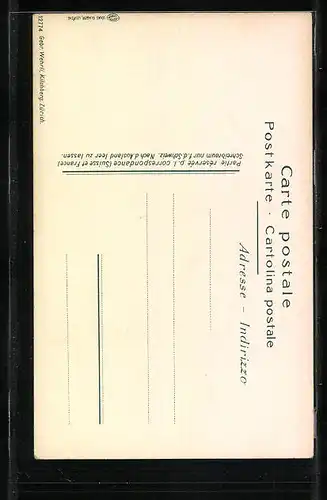 Carte postale
Postkarte · Cartolina postale
Adresse – Indirizzo
Partie réservée p. l. correspondance (Suisse et France)
Schreibraum nur f. d. Schweiz. Nach d. Ausland leer zu lassen.
12774 Gebr. Wehrli, Kilchberg, Zürich.